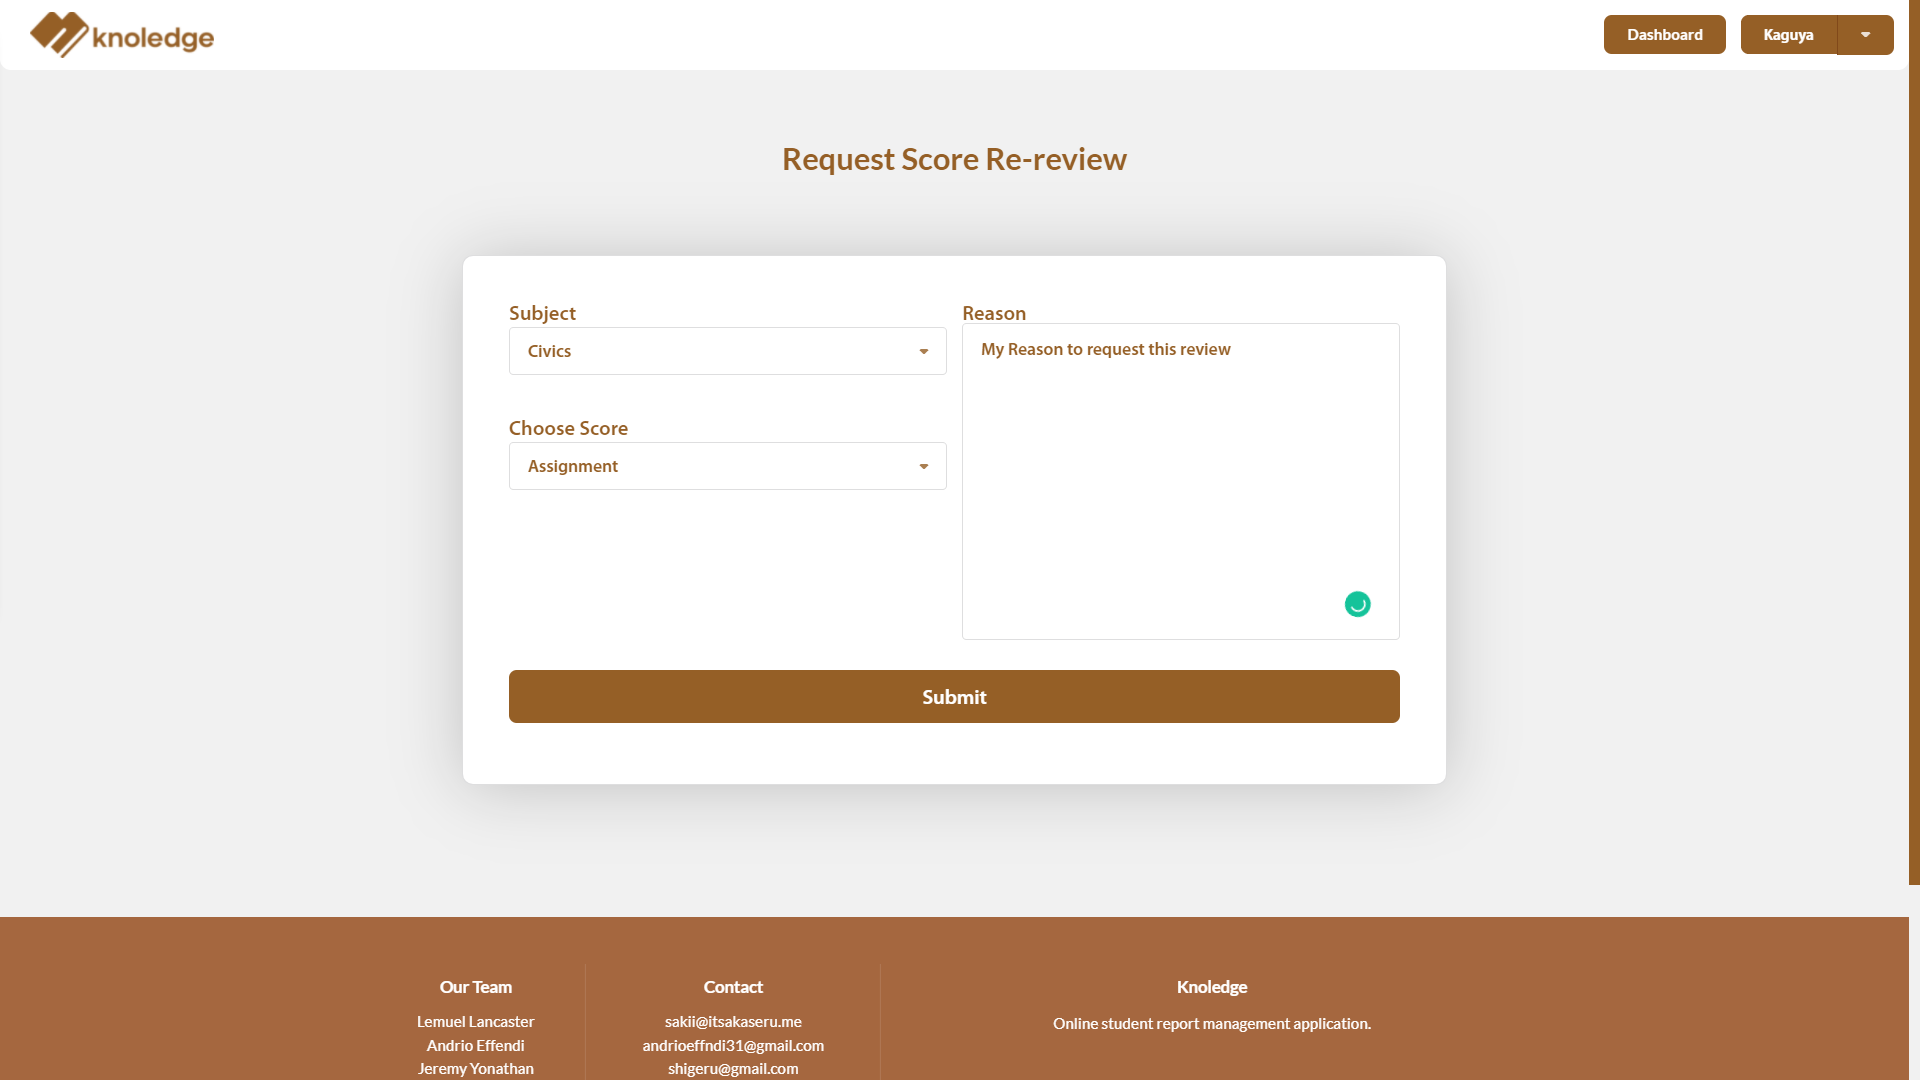 knoledge
Dashboard
Kaguya
Request Score Re-review
Subject
Civics
Choose Score
Assignment
Reason
My Reason to request this review
Submit
Our Team
Lemuel Lancaster
Andrio Effendi
Jeremy Yonathan
Contact
sakii@itsakaseru.me
andrioeffndi31@gmail.com
shigeru@gmail.com
Knoledge
Online student report management application.